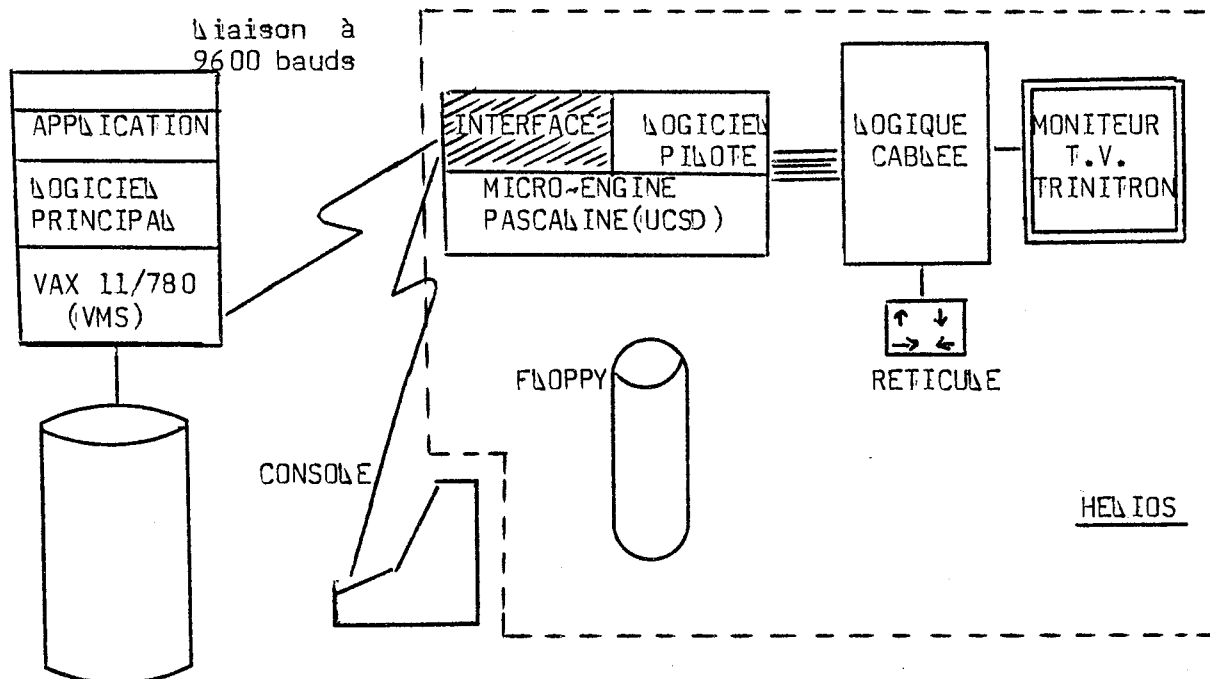 Liaison à
9600 bauds
APPLICATION
LOGICIEL
PRINCIPAL
VAX 11/780
(VMS)
INTERFACE
LOGICIEL
PILOTE
MICRO-ENGINE
PASCALINE(UCSD)
LOGIQUE
CABLEE
MONITEUR
T.V.
TRINITRON
RETICULE
FLOPPY
CONSOLE
HELIOS